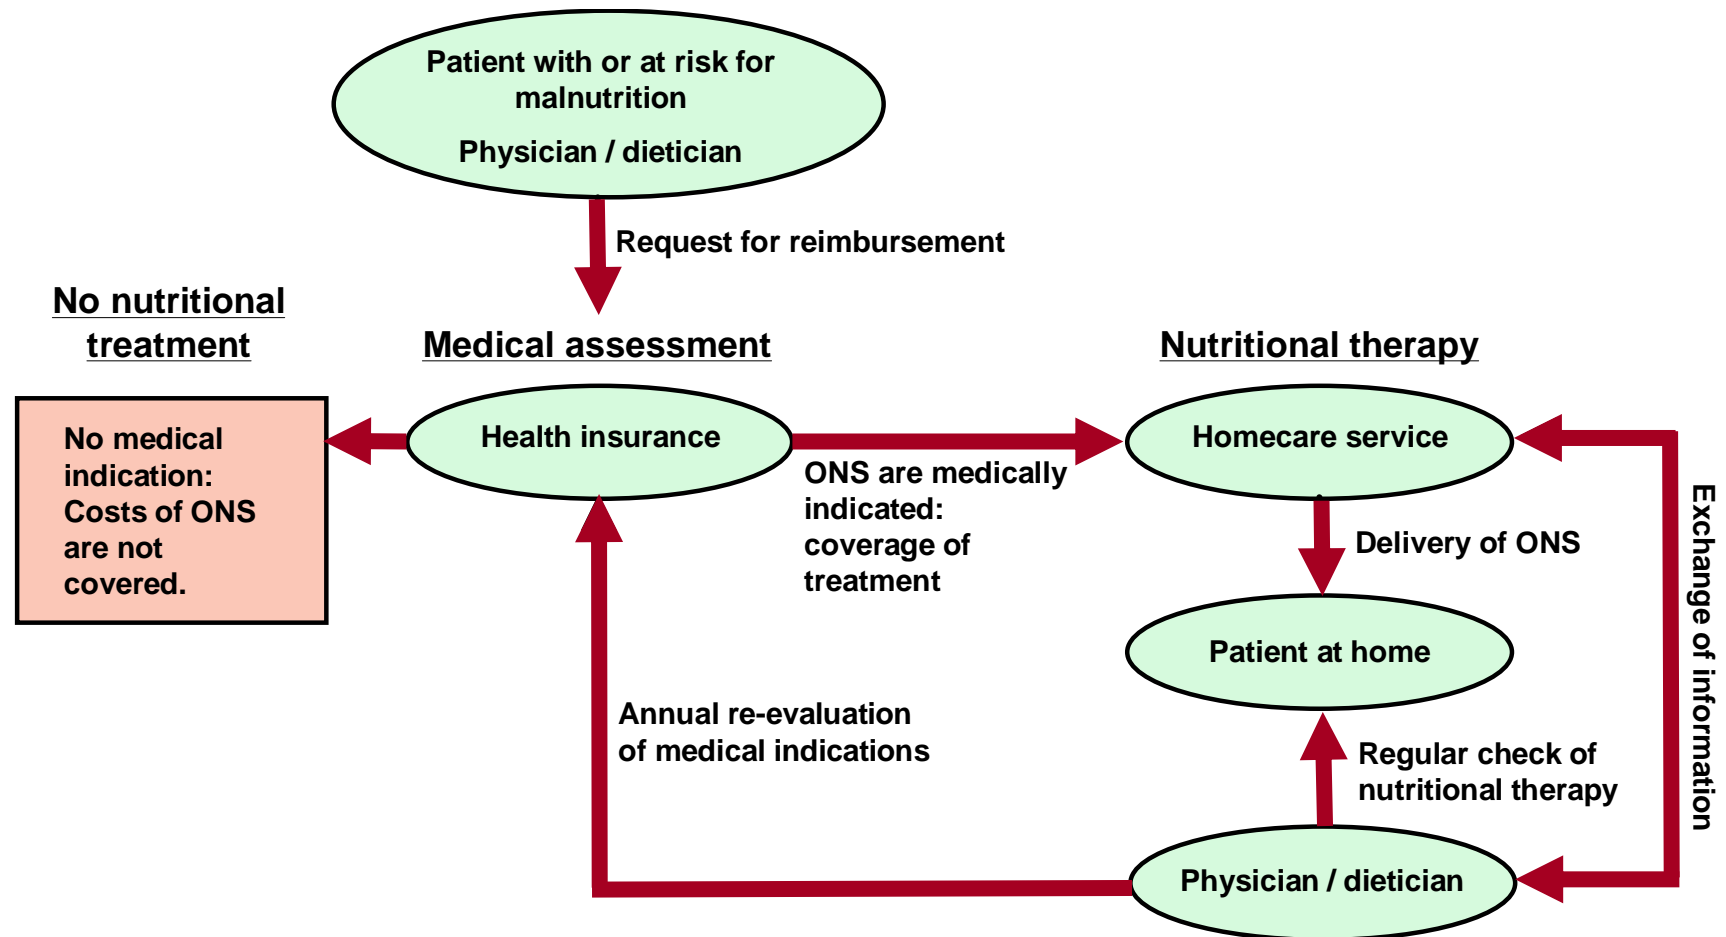 Patient with or at risk for
malnutrition
Physician / dietician
Request for reimbursement
No nutritional
treatment
Medical assessment
Nutritional therapy
No medical
indication:
Costs of ONS
are not
covered.
Health insurance
ONS are medically
indicated:
coverage of
treatment
Homecare service
Delivery of ONS
Patient at home
Exchange of information
Annual re-evaluation
of medical indications
Regular check of
nutritional therapy
Physician / dietician